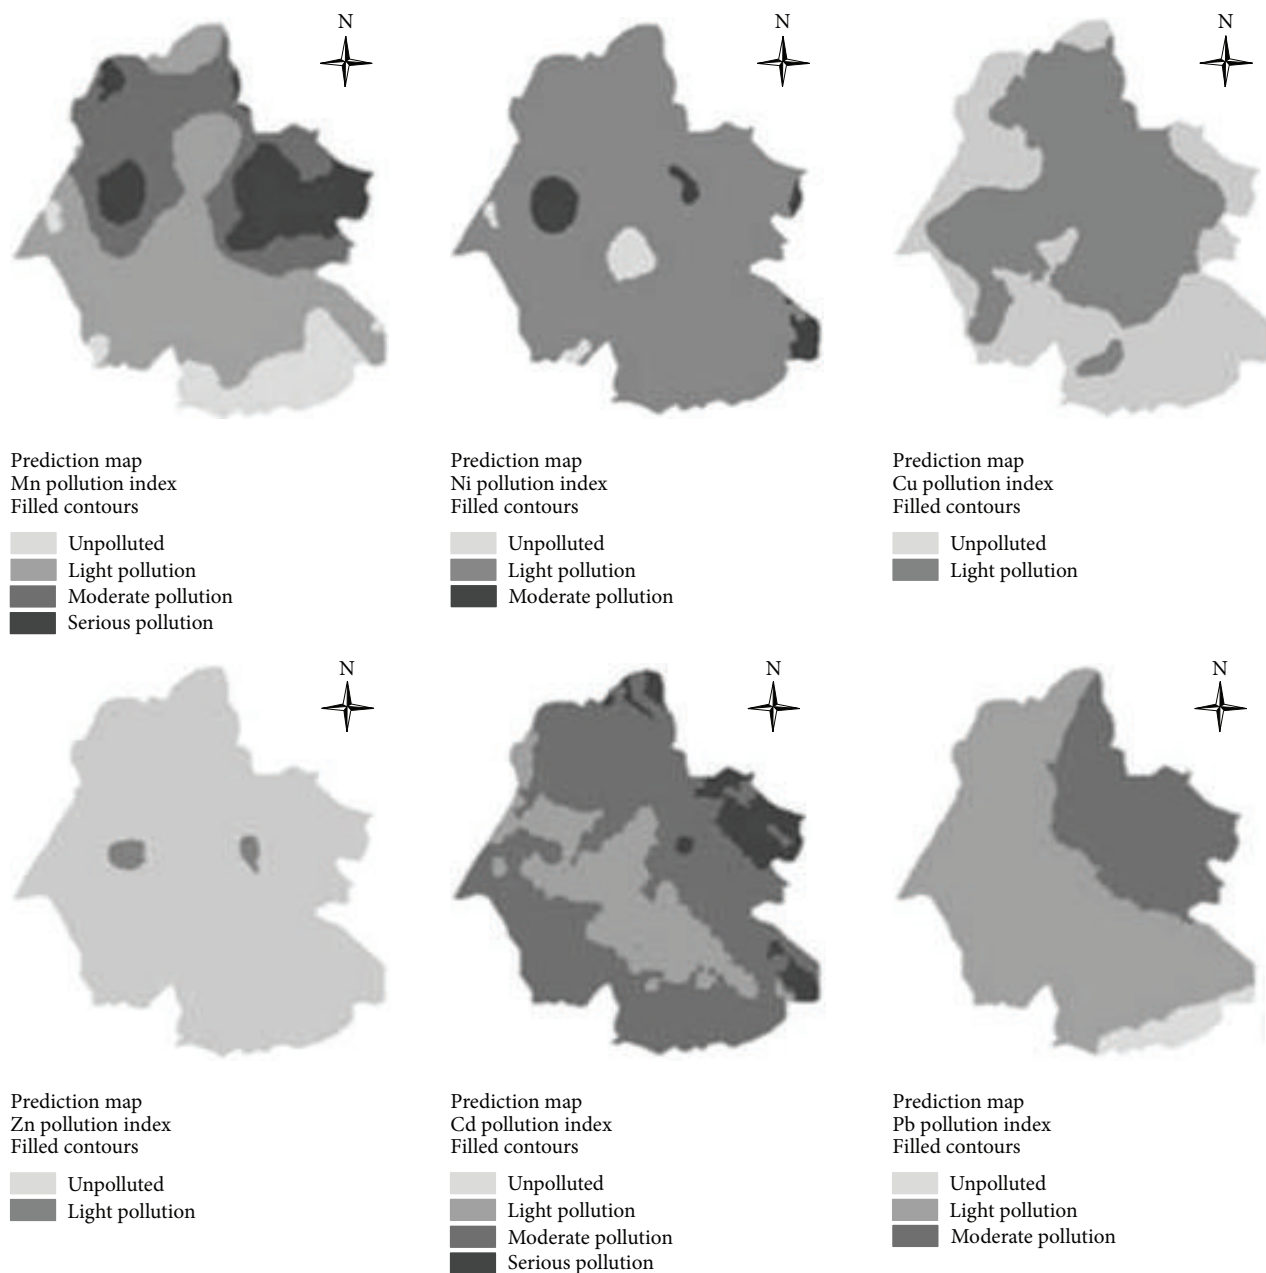 N
N
N
Prediction map
Mn pollution index
Filled contours
Unpolluted
Light pollution
Moderate pollution
Serious pollution
Prediction map
Ni pollution index
Filled contours
Unpolluted
Light pollution
Moderate pollution
Prediction map
Cu pollution index
Filled contours
Unpolluted
Light pollution
N
N
N
Prediction map
Zn pollution index
Filled contours
Unpolluted
Light pollution
Prediction map
Cd pollution index
Filled contours
Unpolluted
Light pollution
Moderate pollution
Serious pollution
Prediction map
Pb pollution index
Filled contours
Unpolluted
Light pollution
Moderate pollution